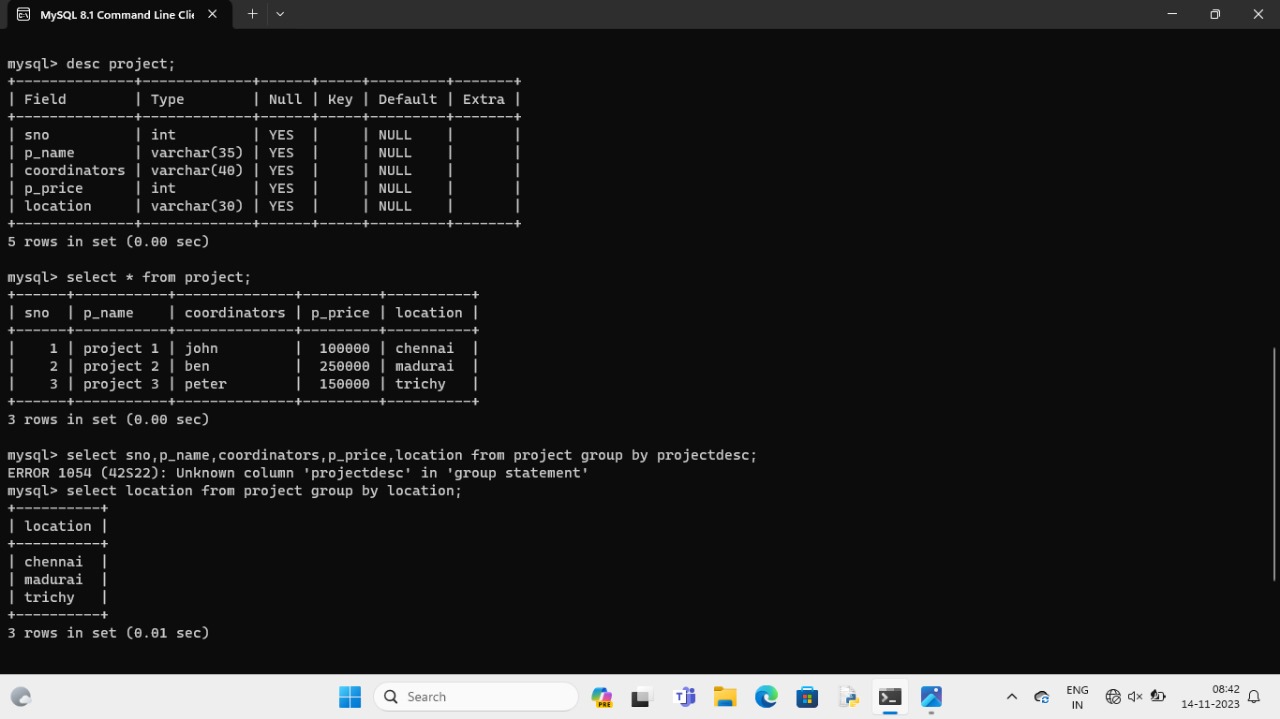 MySQL 8.1 Command Line Clie
mysql> desc project;
+--------------+-------------+------+-----+---------+-------+
| Field        | Type        | Null | Key | Default | Extra |
+--------------+-------------+------+-----+---------+-------+
| sno          | int         | YES  |     | NULL    |       |
| p_name       | varchar(35) | YES  |     | NULL    |       |
| coordinators | varchar(40) | YES  |     | NULL    |       |
| p_price      | int         | YES  |     | NULL    |       |
| location     | varchar(30) | YES  |     | NULL    |       |
+--------------+-------------+------+-----+---------+-------+
5 rows in set (0.00 sec)
mysql> select * from project;
+------+-----------+--------------+---------+----------+
| sno  | p_name    | coordinators | p_price | location |
+------+-----------+--------------+---------+----------+
|    1 | project 1 | john         |  100000 | chennai  |
|    2 | project 2 | ben          |  250000 | madurai  |
|    3 | project 3 | peter        |  150000 | trichy   |
+------+-----------+--------------+---------+----------+
3 rows in set (0.00 sec)
mysql> select sno,p_name,coordinators,p_price,location from project group by projectdesc;
ERROR 1054 (42S22): Unknown column 'projectdesc' in 'group statement'
mysql> select location from project group by location;
+----------+
| location |
+----------+
| chennai  |
| madurai  |
| trichy   |
+----------+
3 rows in set (0.01 sec)
Search
PRE
ENG
IN
08:42
14-11-2023